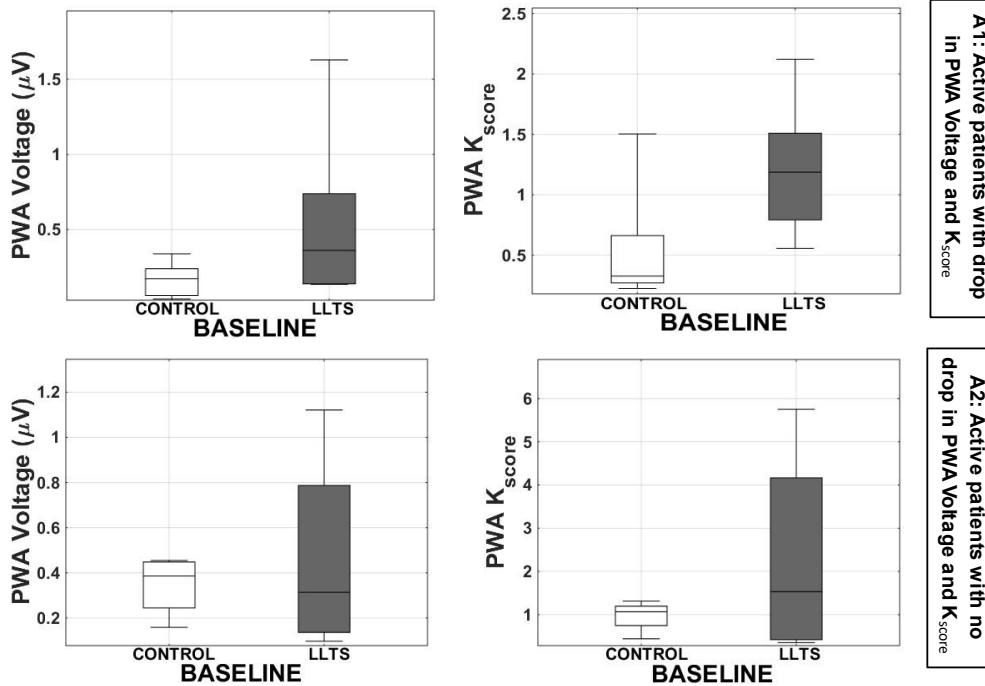 PWA Voltage (μV)
1.5
1
0.5
CONTROL LLTS
BASELINE
PWA Kscore
2.5
2
1.5
1
0.5
CONTROL LLTS
BASELINE
A1: Active patients with drop
in PWA Voltage and Kscore
PWA Voltage (μV)
1.2
1
0.8
0.6
0.4
0.2
CONTROL LLTS
BASELINE
PWA Kscore
6
5
4
3
2
1
CONTROL LLTS
BASELINE
A2: Active patients with no
drop in PWA Voltage and Kscore